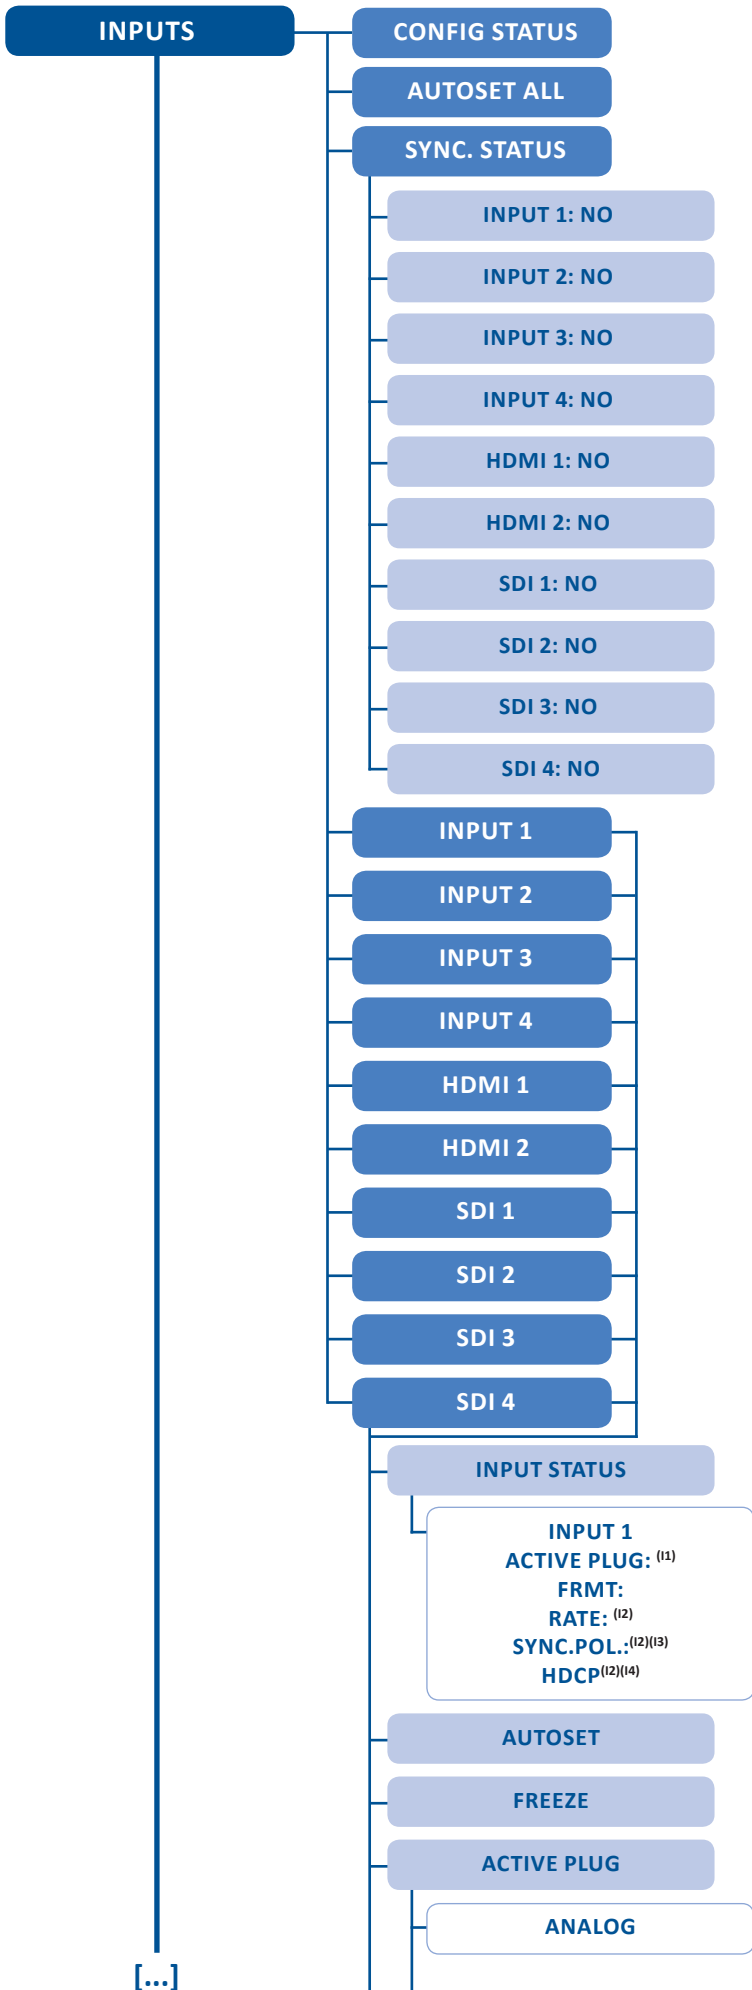 INPUTS
CONFIG STATUS
AUTOSET ALL
SYNC. STATUS
INPUT 1: NO
INPUT 2: NO
INPUT 3: NO
INPUT 4: NO
HDMI 1: NO
HDMI 2: NO
SDI 1: NO
SDI 2: NO
SDI 3: NO
SDI 4: NO
INPUT 1
INPUT 2
INPUT 3
INPUT 4
HDMI 1
HDMI 2
SDI 1
SDI 2
SDI 3
SDI 4
INPUT STATUS
INPUT 1
ACTIVE PLUG: (I1)
FRMT:
RATE: (I2)
SYNC.POL.:(I2)(I3)
HDCP(I2)(I4)
AUTOSET
FREEZE
ACTIVE PLUG
ANALOG
[...]